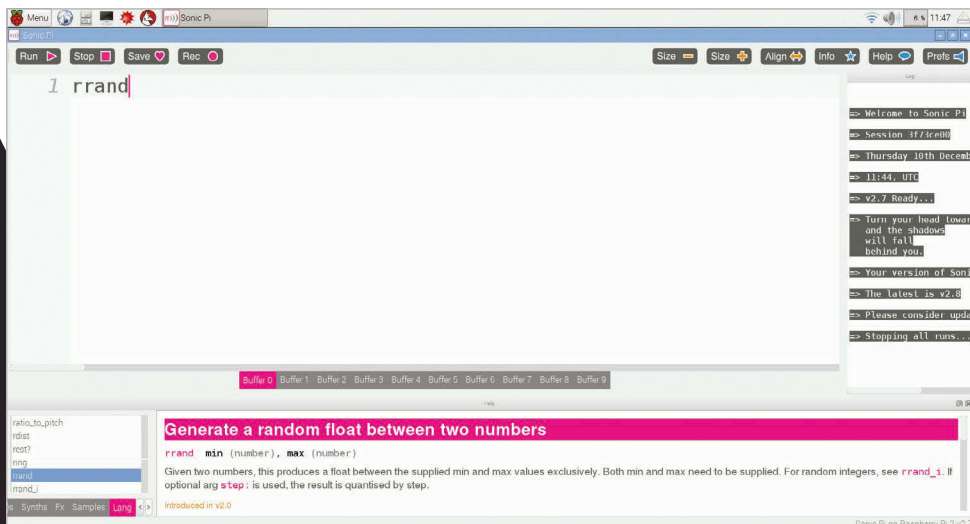 Menu Sonic Pi 6 % 11:47
Sonic Pi
Run Stop Save Rec Size Size Align Info Help Prefs
Log
1 rrand
=> Welcome to Sonic Pi
=> Session 3f73ce00
=> Thursday 10th Decemb
=> 11:44, UTC
=> v2.7 Ready...
=> Turn your head towar
and the shadows
will fall
behind you.
=> Your version of Soni
=> The latest is v2.8
=> Please consider upda
=> Stopping all runs...
Buffer 0 Buffer 1 Buffer 2 Buffer 3 Buffer 4 Buffer 5 Buffer 6 Buffer 7 Buffer 8 Buffer 9
Help
ratio_to_pitch
rdist
rest?
ring
rrand
rrand_i
s Synths Fx Samples Lang
Generate a random float between two numbers
rrand min (number), max (number)
Given two numbers, this produces a float between the supplied min and max values exclusively. Both min and max need to be supplied. For random integers, see rrand_i. If
optional arg step: is used, the result is quantised by step.
Introduced in v2.0